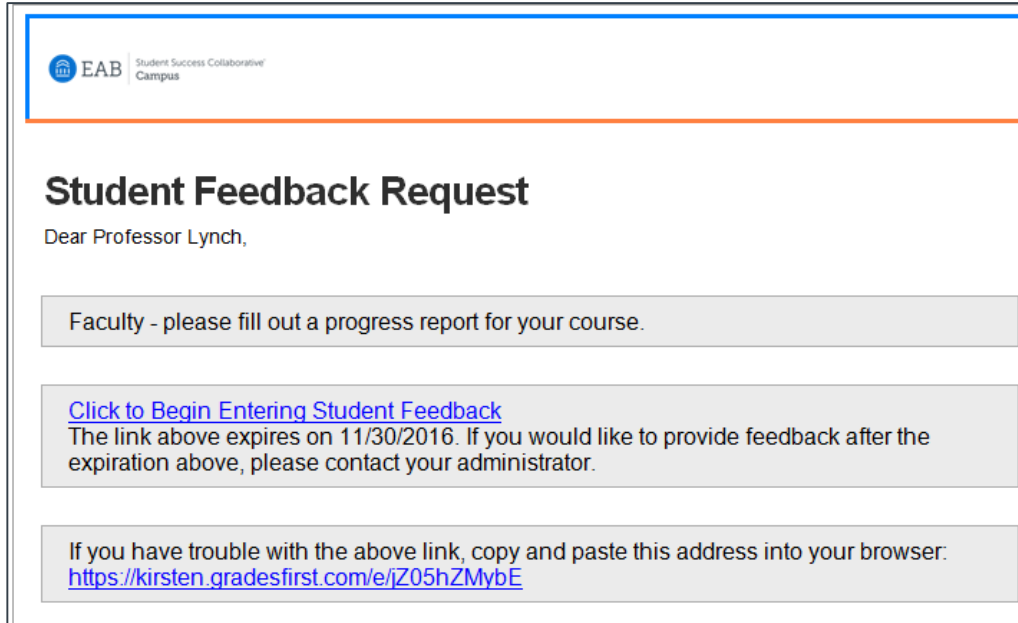 EAB
Student Success Collaborative
Campus
Student Feedback Request
Dear Professor Lynch,
Faculty - please fill out a progress report for your course.
Click to Begin Entering Student Feedback
The link above expires on 11/30/2016. If you would like to provide feedback after the
expiration above, please contact your administrator.
If you have trouble with the above link, copy and paste this address into your browser:
https://kirsten.gradesfirst.com/e/jZ05hZMybE